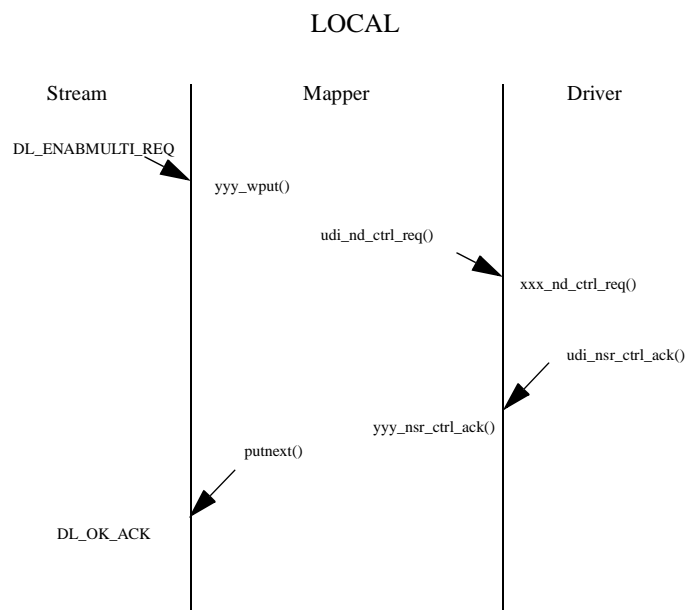 LOCAL
Stream
Mapper
Driver
DL_ENABMULTI_REQ
yyy_wput()
udi_nd_ctrl_req()
xxx_nd_ctrl_req()
udi_nsr_ctrl_ack()
yyy_nsr_ctrl_ack()
putnext()
DL_OK_ACK